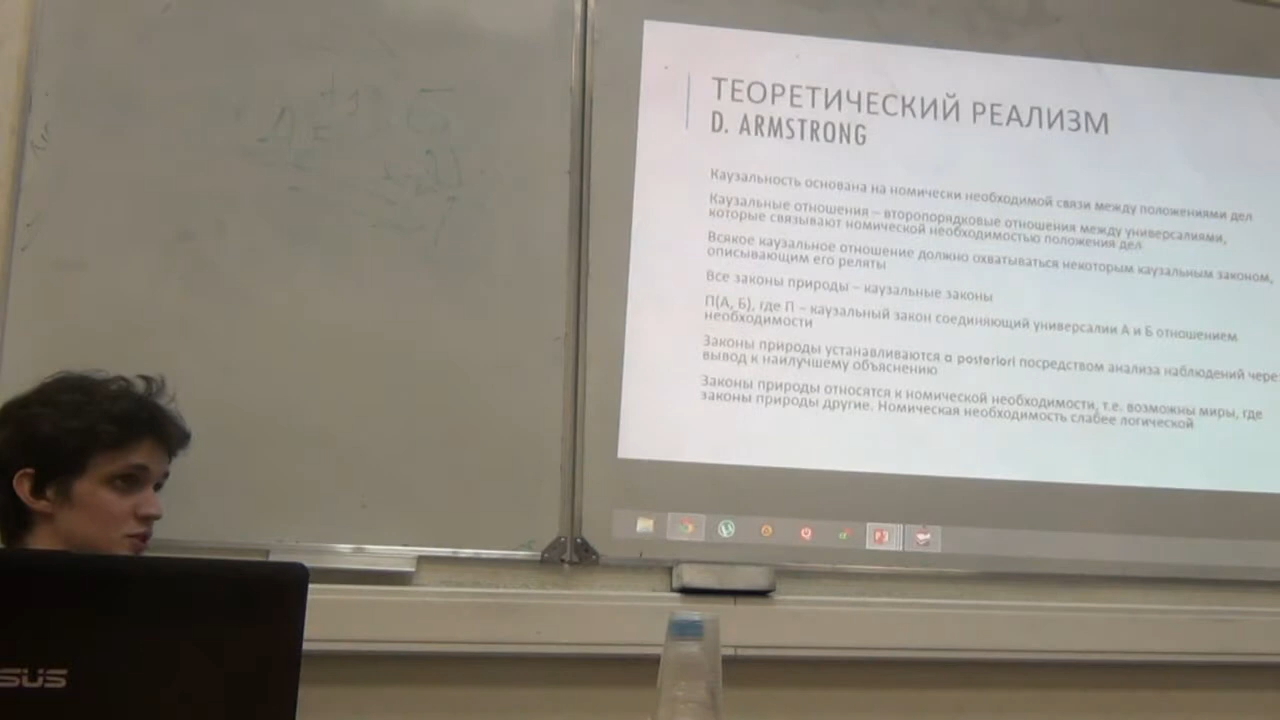 ТЕОРЕТИЧЕСКИЙ РЕАЛИЗМ
D. ARMSTRONG
Каузальность основана на номически необходимой связи между положениями дел
Каузальные отношения – второпорядковые отношения между универсалиями,
которые связывают номической необходимостью положения дел
Всякое каузальное отношение должно охватываться некоторым каузальным законом,
описывающим его реляты
Все законы природы – каузальные законы
П(А, Б), где П – каузальный закон соединяющий универсалии А и Б отношением
необходимости
Законы природы устанавливаются a posteriori посредством анализа наблюдений чере
вывод к наилучшему объяснению
Законы природы относятся к номической необходимости, т.е. возможны миры, где
законы природы другие. Номическая необходимость слабее логической
SUS